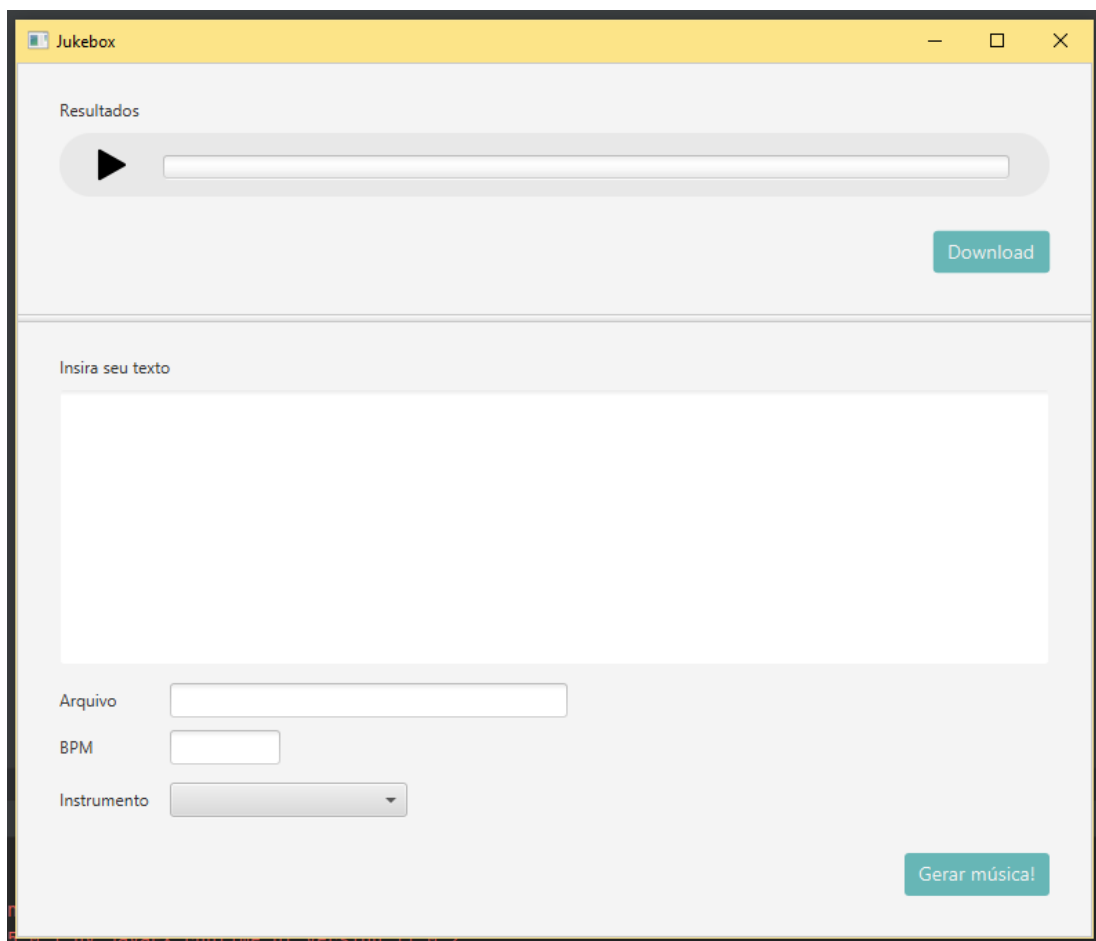 Jukebox
Resultados
Download
Insira seu texto
Arquivo
BPM
Instrumento
Gerar música!